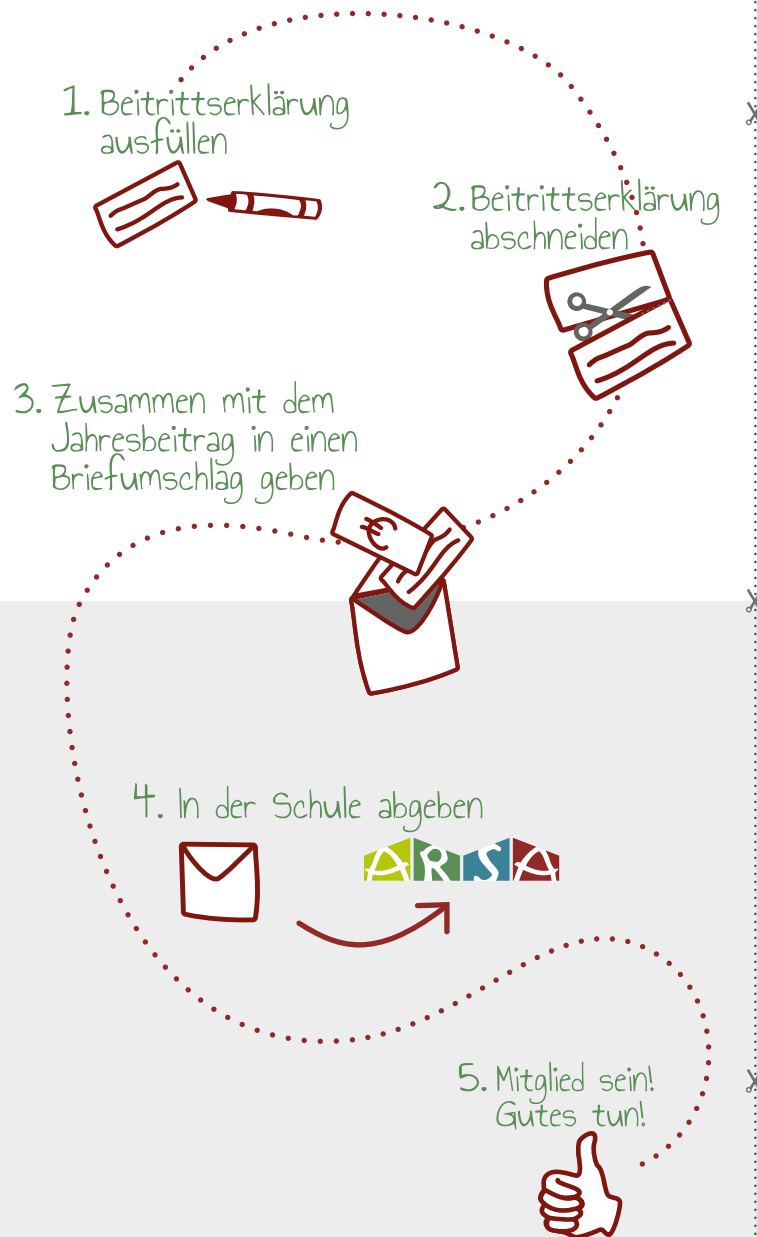 1. Beitrittserklärung
ausfüllen
2. Beitrittserklärung
abschneiden
3. Zusammen mit dem
Jahresbeitrag in einen
Briefumschlag geben
€
4. In der Schule abgeben
ARSA
5. Mitglied sein!
Gutes tun!